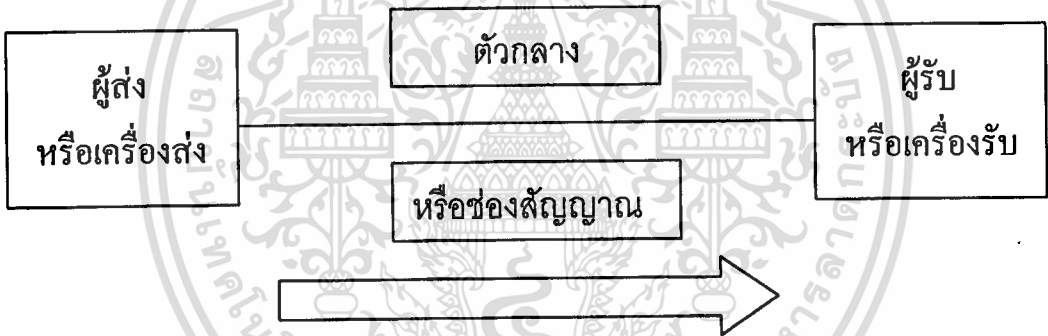 ผู้ส่ง
หรือเครื่องส่ง
ตัวกลาง
หรือช่องสัญญาณ
ผู้รับ
หรือเครื่องรับ